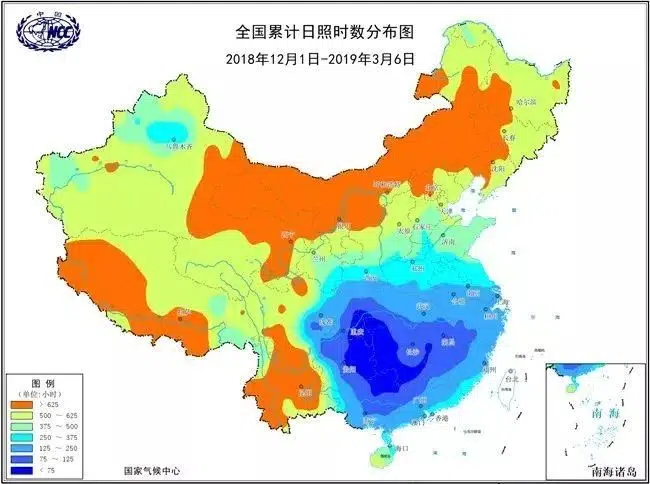 中国
NCC
全国累计日照时数分布图
2018年12月1日-2019年3月6日
哈尔滨
长春
乌鲁木齐
沈阳
呼和浩特
北京
天津
银川
太原
石家庄
济南
西宁
兰州
郑州
西安
南京
合肥
上海
武汉
杭州
成都
拉萨
重庆
南昌
长沙
贵阳
福州
台北
昆明
广州
南宁
澳门
香港
海口
图 例
(单位:小时)
> 625
500 ~ 625
375 ~ 500
250 ~ 375
125 ~ 250
75 ~ 125
< 75
国家气候中心
南 海
南海诸岛